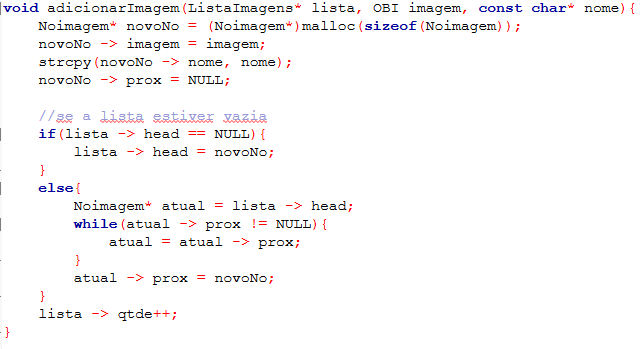 void adicionarImagem(ListaImagens* lista, OBI imagem, const char* nome){
    Noimagem* novoNo = (Noimagem*)malloc(sizeof(Noimagem));
    novoNo -> imagem = imagem;
    strcpy(novoNo -> nome, nome);
    novoNo -> prox = NULL;

    //se a lista estiver vazia
    if(lista -> head == NULL){
        lista -> head = novoNo;
    }
    else{
        Noimagem* atual = lista -> head;
        while(atual -> prox != NULL){
            atual = atual -> prox;
        }
        atual -> prox = novoNo;
    }
    lista -> qtde++;
}